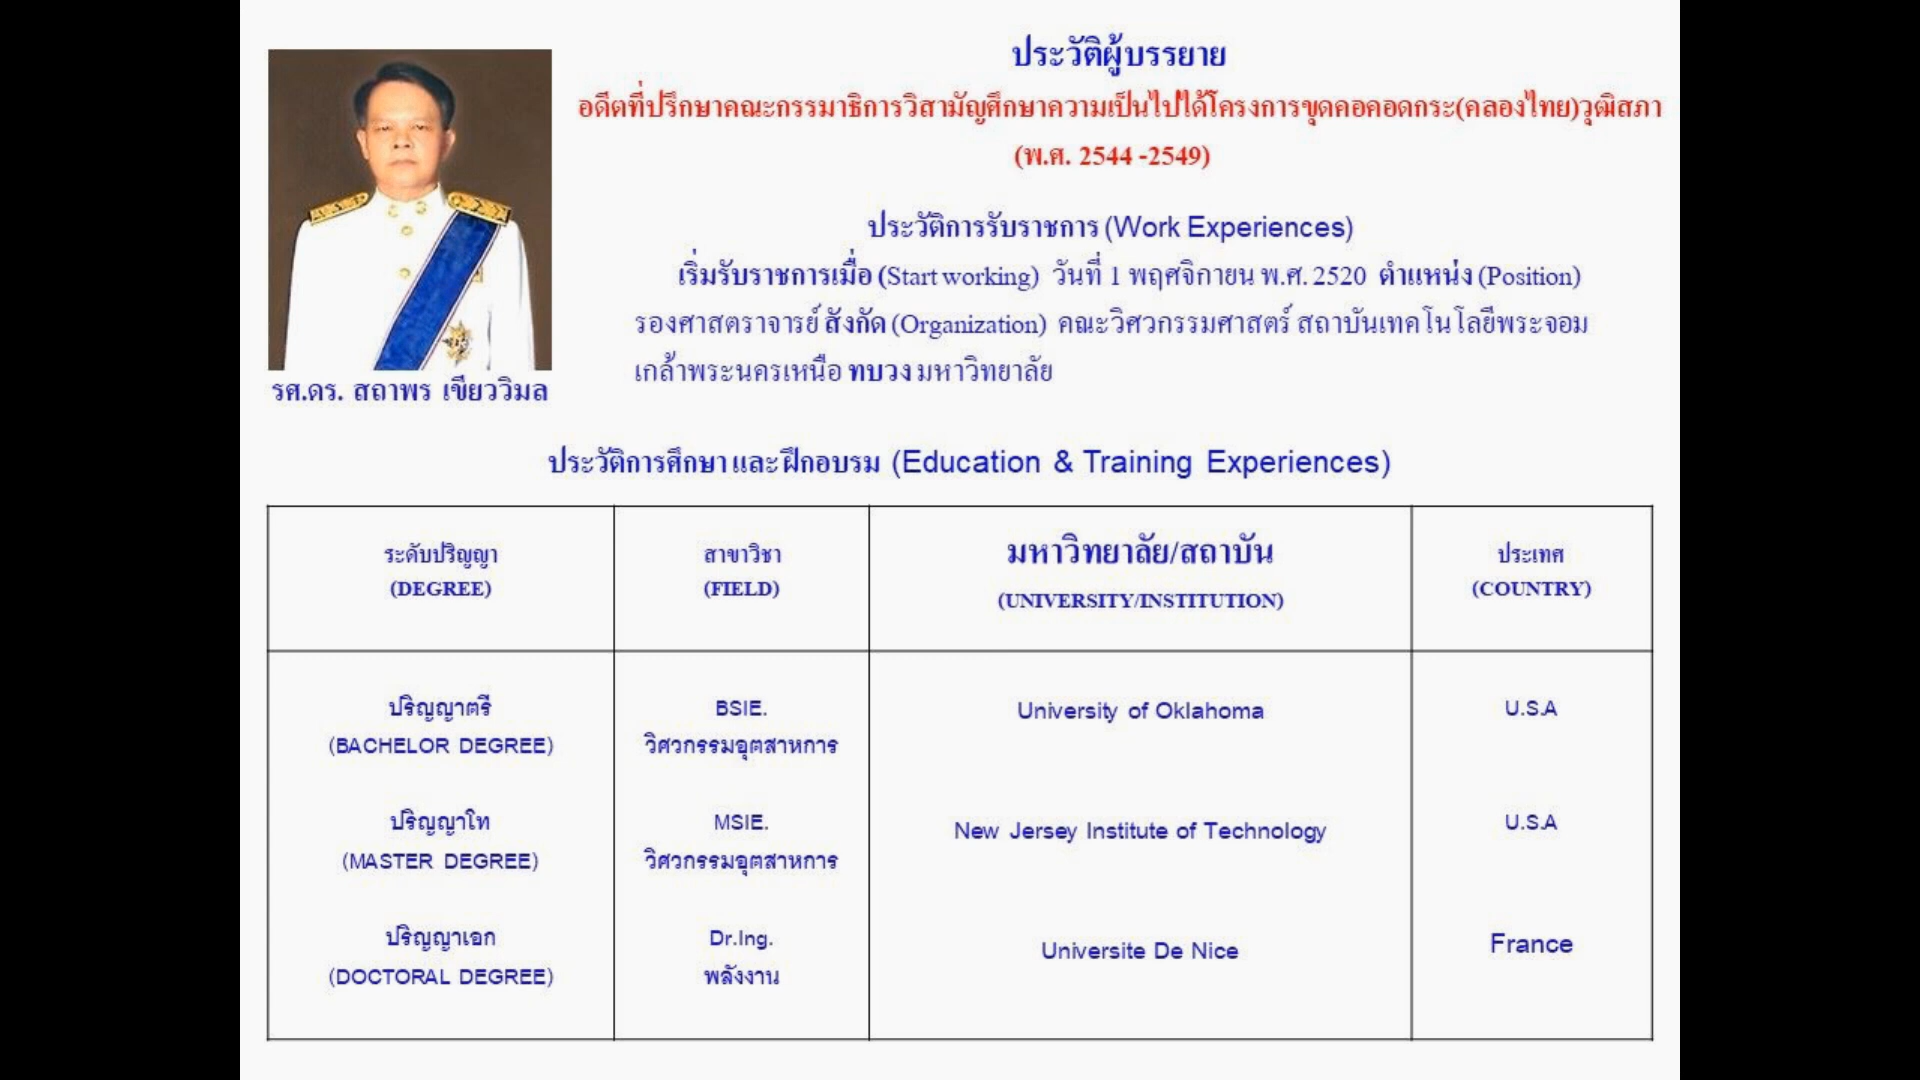 ประวัติผู้บรรยาย
อดีตที่ปรึกษาคณะกรรมาธิการวิสามัญศึกษาความเป็นไปได้โครงการขุดคอคอดกระ(คลองไทย)วุฒิสภา
(พ.ศ. 2544 -2549)
ประวัติการรับราชการ (Work Experiences)
เริ่มรับราชการเมื่อ (Start working) วันที่ 1 พฤศจิกายน พ.ศ. 2520 ตำแหน่ง (Position)
รองศาสตราจารย์ สังกัด (Organization) คณะวิศวกรรมศาสตร์ สถาบันเทคโนโลยีพระจอม
เกล้าพระนครเหนือ ทบวง มหาวิทยาลัย
รศ.ดร. สถาพร เขียววิมล
ประวัติการศึกษา และ ฝึกอบรม (Education & Training Experiences)
ระดับปริญญา
(DEGREE)
สาขาวิชา
(FIELD)
มหาวิทยาลัย/สถาบัน
(UNIVERSITY/INSTITUTION)
ประเทศ
(COUNTRY)
ปริญญาตรี
(BACHELOR DEGREE)
BSIE.
วิศวกรรมอุตสาหการ
University of Oklahoma
U.S.A
ปริญญาโท
(MASTER DEGREE)
MSIE.
วิศวกรรมอุตสาหการ
New Jersey Institute of Technology
U.S.A
ปริญญาเอก
(DOCTORAL DEGREE)
Dr.Ing.
พลังงาน
Universite De Nice
France